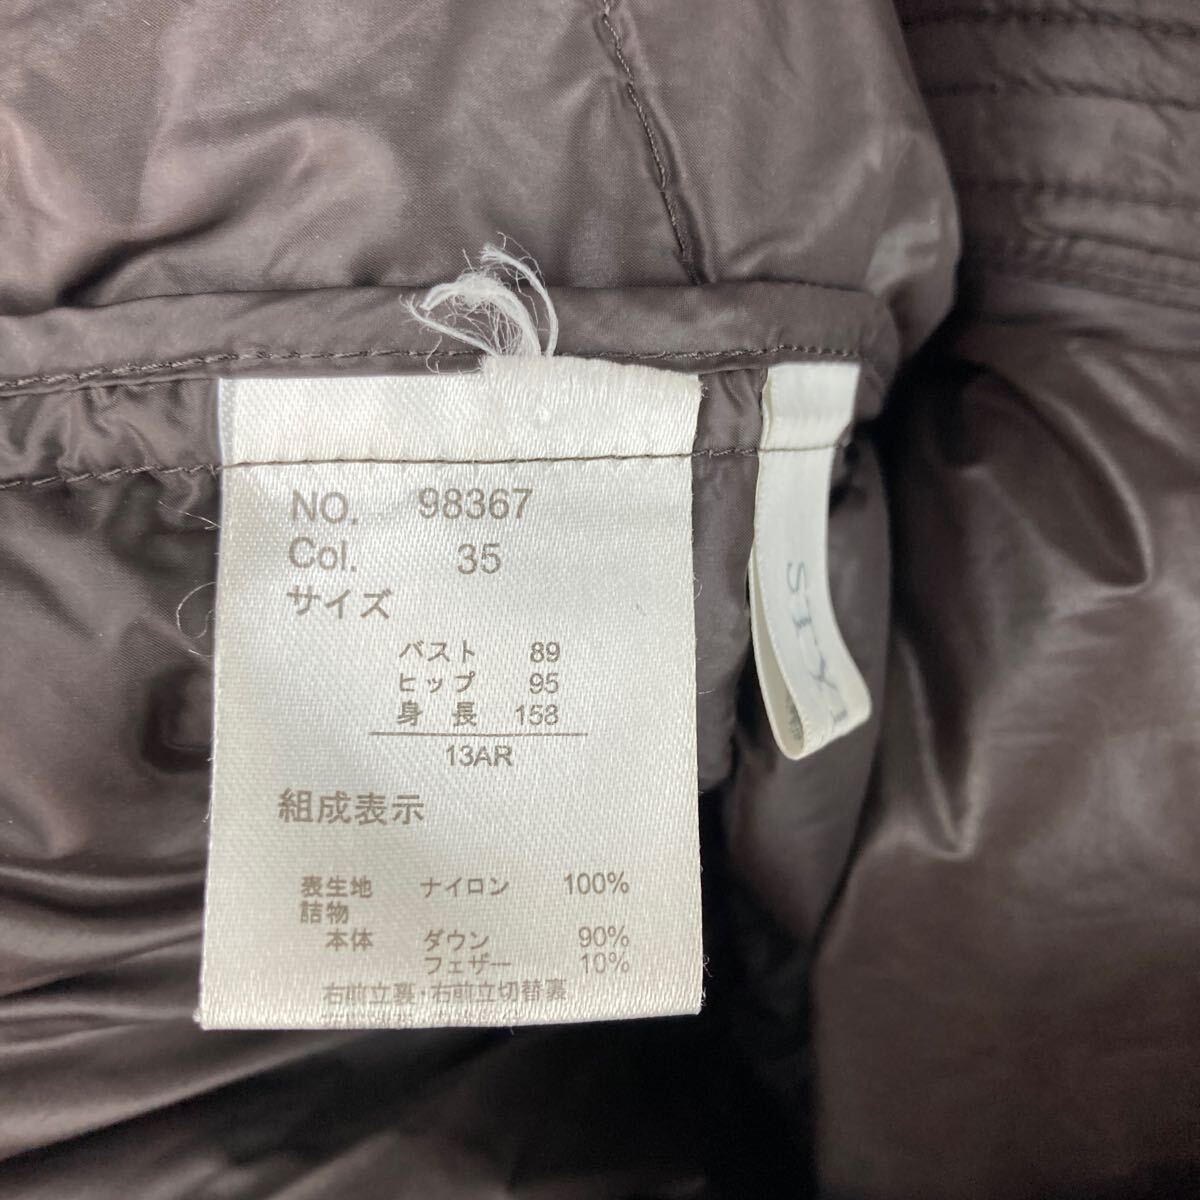 NO. 98367
Col. 35
サイズ
バスト 89
ヒップ 95
身長 158
13AR
組成表示
表生地 ナイロン 100%
詰物
本体 ダウン 90%
フェザー 10%
右前立裏・右前立切替裏
STY